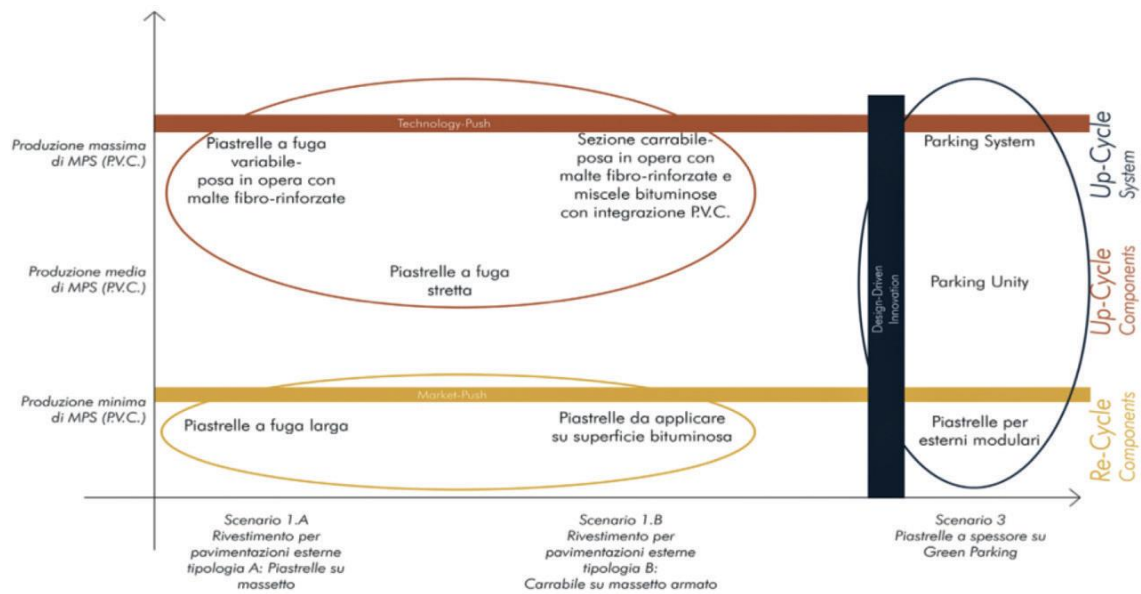 Technology-Push
Produzione massima
di MPS (P.V.C.)
Piastrelle a fuga
variabile-
posa in opera con
malte fibro-rinforzate
Sezione carrabile-
posa in opera con
malte fibro-rinforzate e
miscele bituminose
con integrazione P.V.C.
Parking System
Up-Cycle
System
Produzione media
di MPS (P.V.C.)
Piastrelle a fuga
stretta
Design-Driven
Innovation
Parking Unity
Up-Cycle
Components
Market-Push
Produzione minima
di MPS (P.V.C.)
Piastrelle a fuga larga
Piastrelle da applicare
su superficie bituminosa
Piastrelle per
esterni modulari
Re-Cycle
Components
Scenario 1.A
Rivestimento per
pavimentazioni esterne
tipologia A: Piastrelle su
massetto
Scenario 1.B
Rivestimento per
pavimentazioni esterne
tipologia B:
Carrabile su massetto armato
Scenario 3
Piastrelle a spessore su
Green Parking